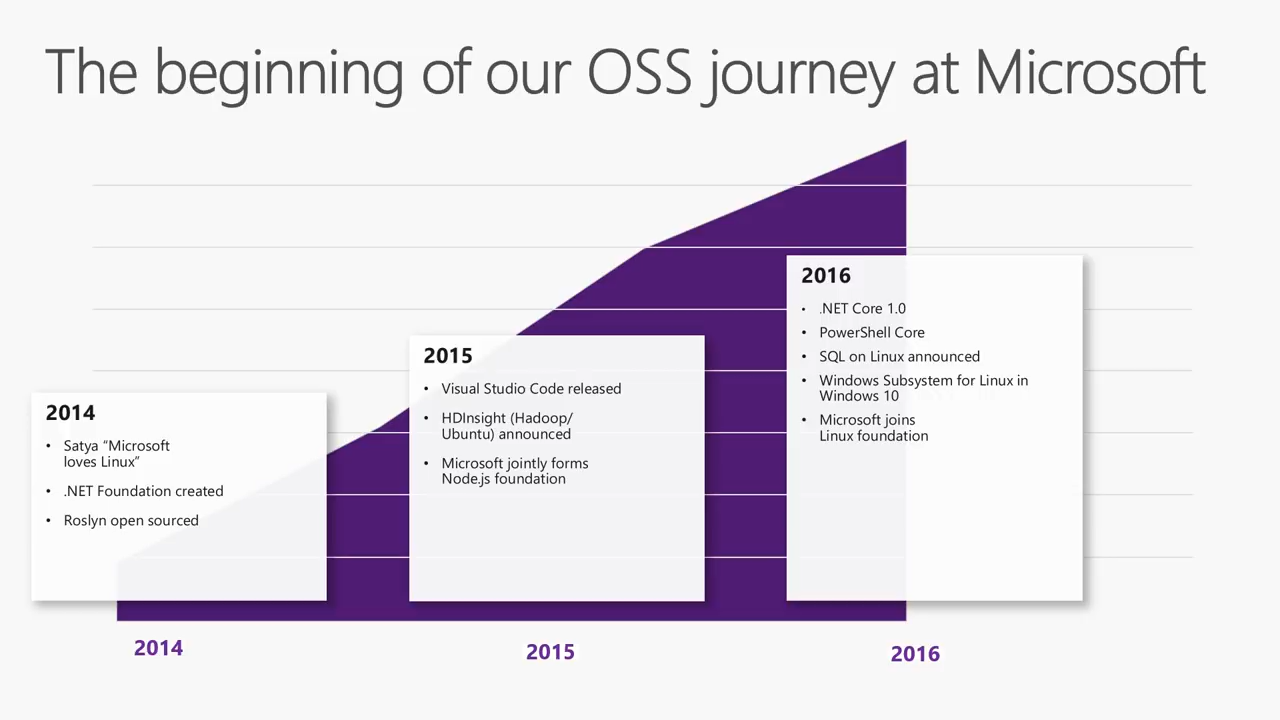 The beginning of our OSS journey at Microsoft
2014
• Satya “Microsoft
loves Linux”
• .NET Foundation created
• Roslyn open sourced
2015
• Visual Studio Code released
• HDInsight (Hadoop/
Ubuntu) announced
• Microsoft jointly forms
Node.js foundation
2016
• .NET Core 1.0
• PowerShell Core
• SQL on Linux announced
• Windows Subsystem for Linux in
Windows 10
• Microsoft joins
Linux foundation
2014
2015
2016